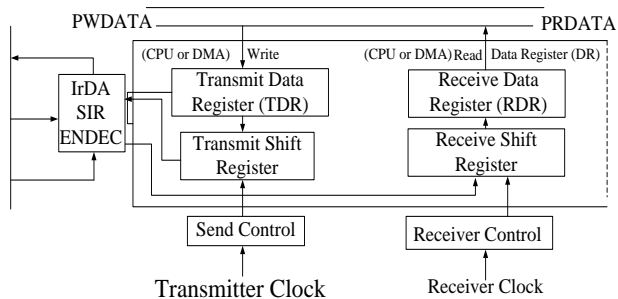 PWDATA
PRDATA
(CPU or DMA) Write
(CPU or DMA) Read Data Register (DR)
IrDA
SIR
ENDEC
Transmit Data
Register (TDR)
Receive Data
Register (RDR)
Transmit Shift
Register
Receive Shift
Register
Send Control
Receiver Control
Transmitter Clock
Receiver Clock